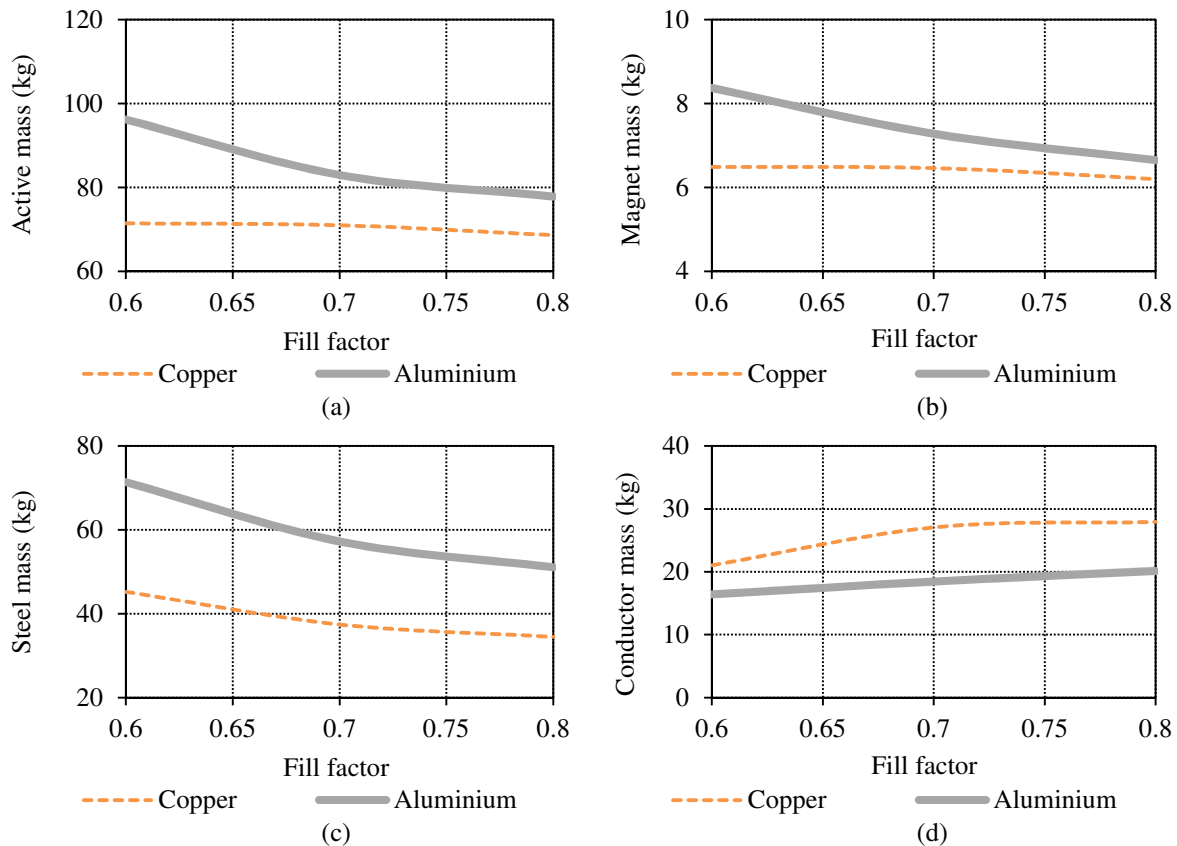 Active mass (kg)
120
100
80
60
0.6 0.65 0.7 0.75 0.8
Fill factor
Copper Aluminium
(a)
Magnet mass (kg)
10
8
6
4
0.6 0.65 0.7 0.75 0.8
Fill factor
Copper Aluminium
(b)
Steel mass (kg)
80
60
40
20
0.6 0.65 0.7 0.75 0.8
Fill factor
Copper Aluminium
(c)
Conductor mass (kg)
40
30
20
10
0
0.6 0.65 0.7 0.75 0.8
Fill factor
Copper Aluminium
(d)